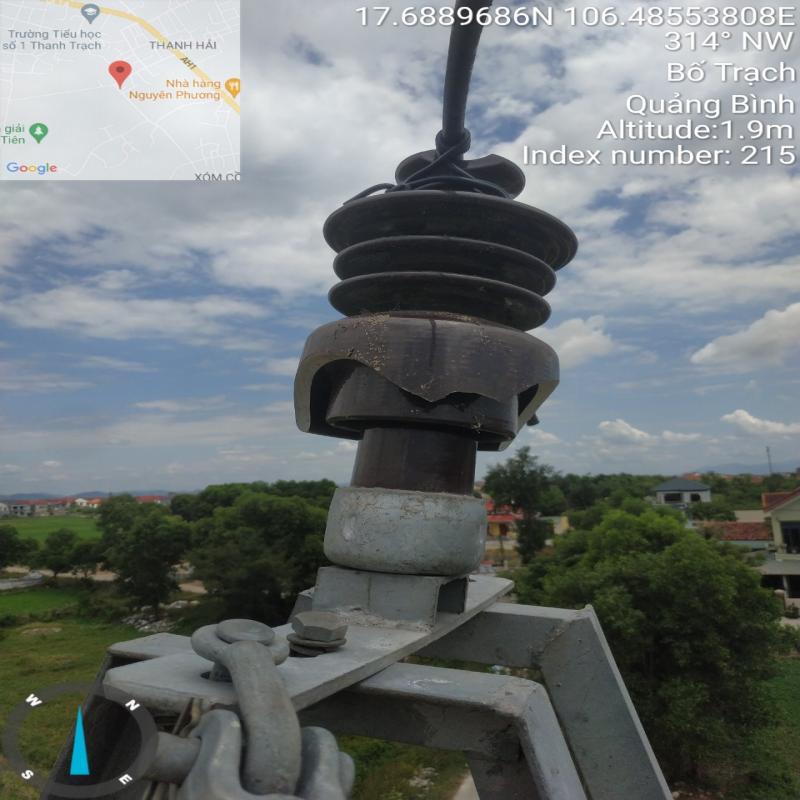 Trường Tiểu học
số 1 Thanh Trạch
THANH HẢI
AH1
Nhà hàng
Nguyên Phương
giải
Tiên
Google
XÓM CỒ
17.6889686N 106.48553808E
314° NW
Bố Trạch
Quảng Bình
Altitude:1.9m
Index number: 215
W
N
S
E